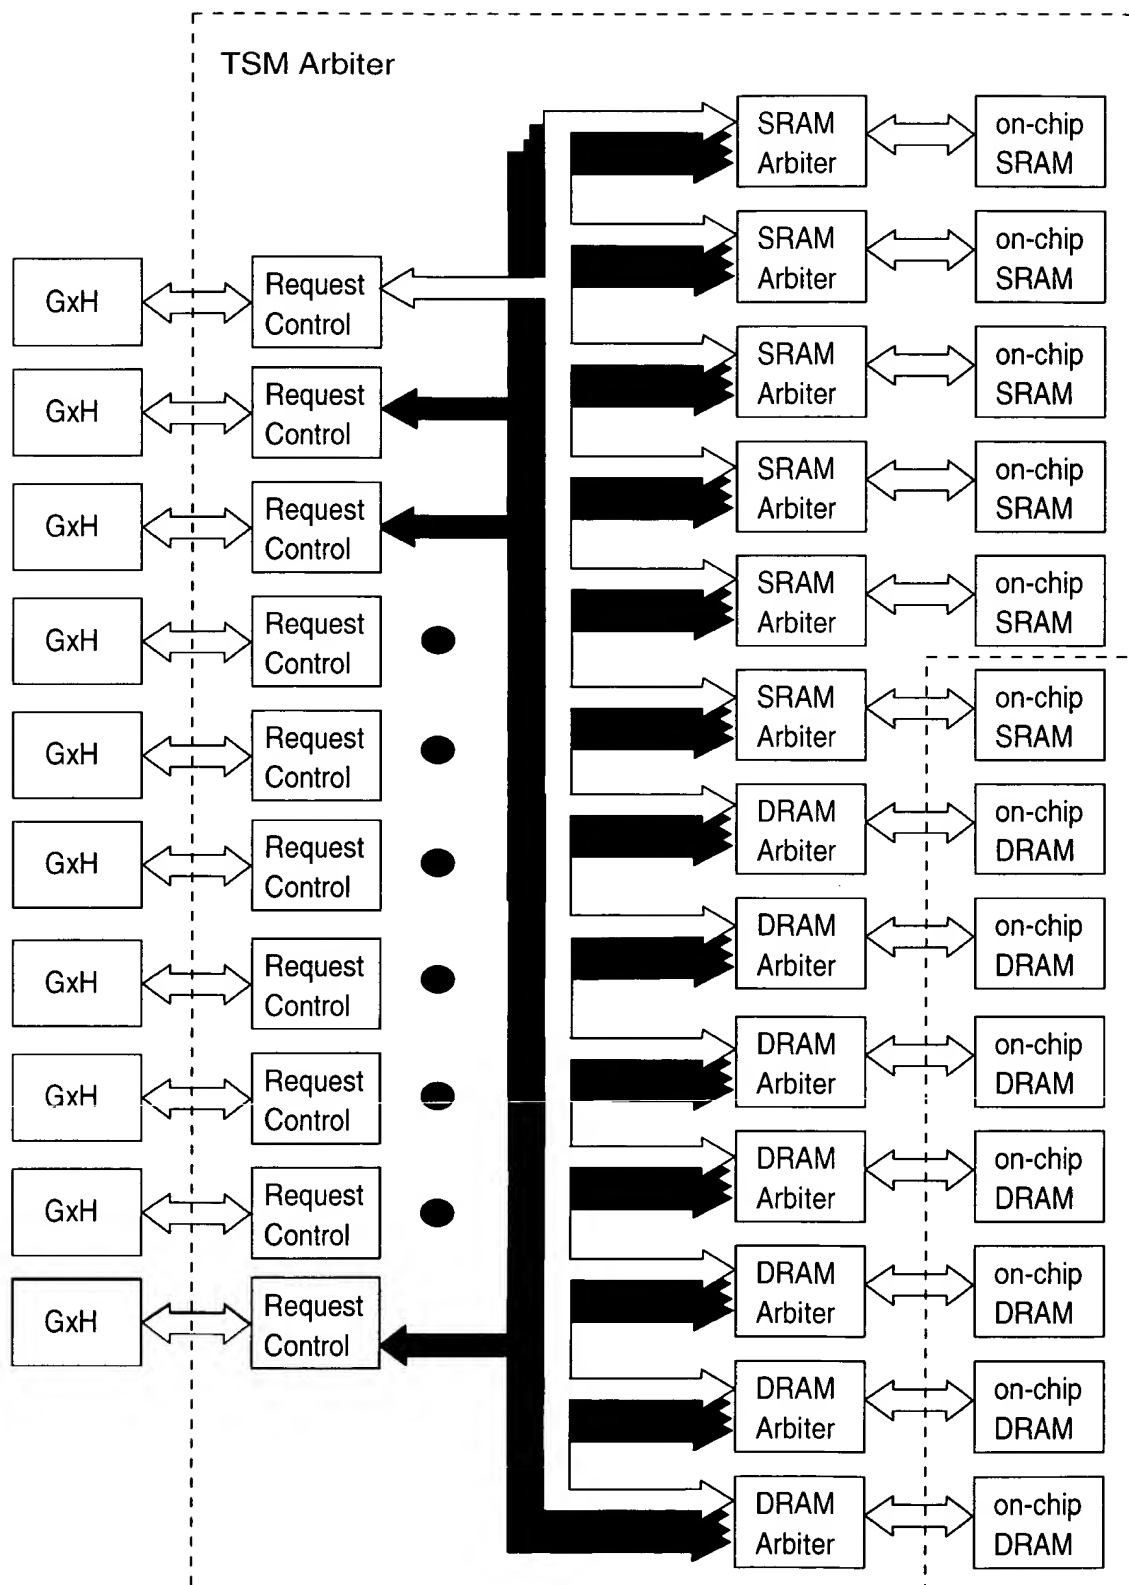 TSM Arbiter
SRAM
Arbiter
on-chip
SRAM
SRAM
Arbiter
on-chip
SRAM
GxH
Request
Control
SRAM
Arbiter
on-chip
SRAM
GxH
Request
Control
SRAM
Arbiter
on-chip
SRAM
GxH
Request
Control
SRAM
Arbiter
on-chip
SRAM
GxH
Request
Control
SRAM
Arbiter
on-chip
SRAM
GxH
Request
Control
DRAM
Arbiter
on-chip
DRAM
GxH
Request
Control
DRAM
Arbiter
on-chip
DRAM
GxH
Request
Control
DRAM
Arbiter
on-chip
DRAM
GxH
Request
Control
DRAM
Arbiter
on-chip
DRAM
GxH
Request
Control
DRAM
Arbiter
on-chip
DRAM
GxH
Request
Control
DRAM
Arbiter
on-chip
DRAM
DRAM
Arbiter
on-chip
DRAM